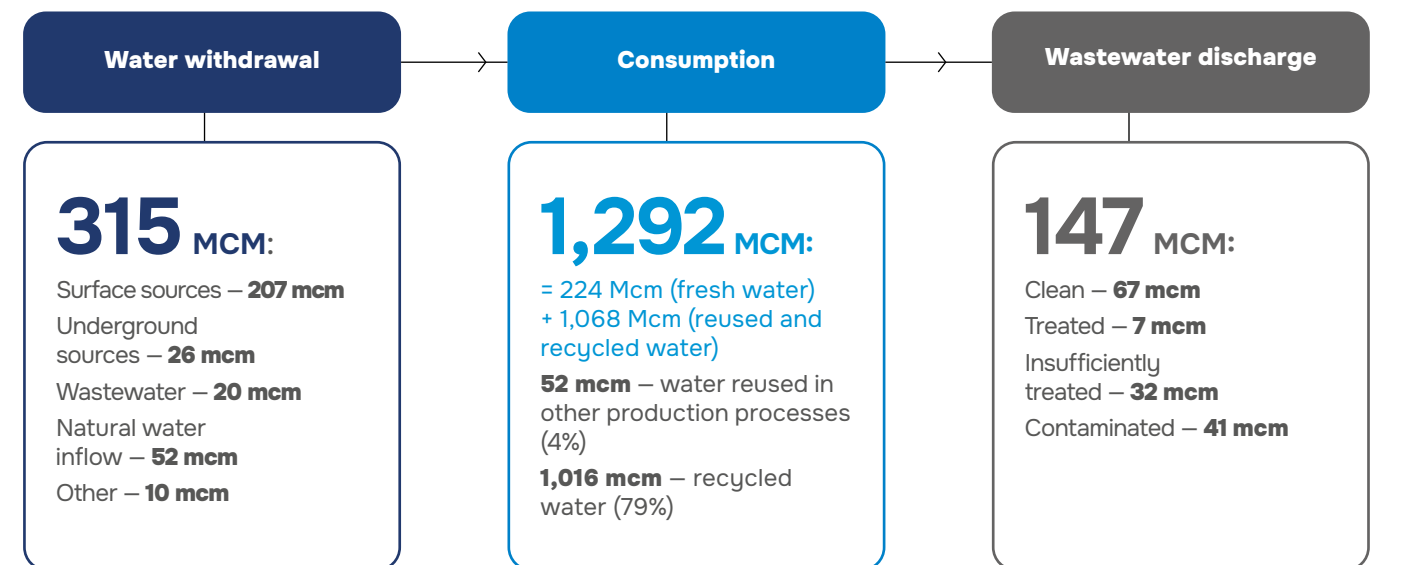 Water withdrawal
315 MCM:
Surface sources – 207 mcm
Underground
sources – 26 mcm
Wastewater – 20 mcm
Natural water
inflow – 52 mcm
Other – 10 mcm
Consumption
1,292 MCM:
= 224 Mcm (fresh water)
+ 1,068 Mcm (reused and
recycled water)
52 mcm – water reused in
other production processes
(4%)
1,016 mcm – recycled
water (79%)
Wastewater discharge
147 MCM:
Clean – 67 mcm
Treated – 7 mcm
Insufficiently
treated – 32 mcm
Contaminated – 41 mcm